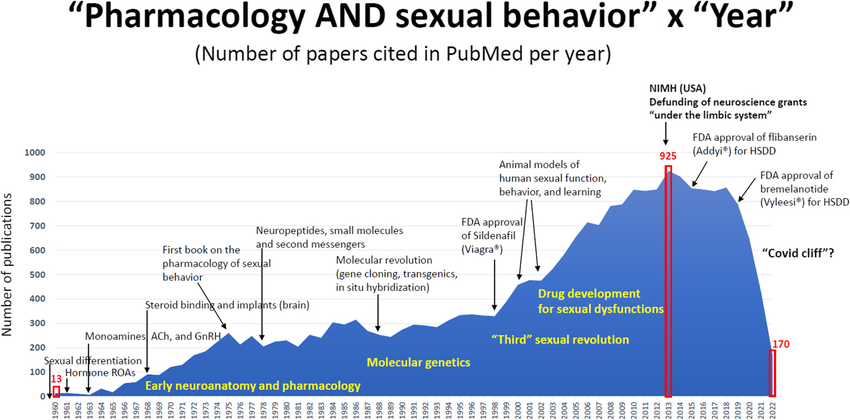 “Pharmacology AND sexual behavior” x “Year”
(Number of papers cited in PubMed per year)
NIMH (USA)
Defunding of neuroscience grants
“under the limbic system”
FDA approval of flibanserin
(Addyi®) for HSDD
FDA approval of
bremelanotide
(Vyleesi®) for HSDD
“Covid cliff”?
925
Animal models of
human sexual function,
behavior, and learning
FDA approval
of Sildenafil
(Viagra®)
Neuropeptides, small molecules
and second messengers
Molecular revolution
(gene cloning, transgenics,
in situ hybridization)
First book on the
pharmacology of sexual
behavior
Steroid binding and implants (brain)
Monoamines, ACh, and GnRH
Sexual differentiation
Hormone ROAs
13
170
Drug development
for sexual dysfunctions
“Third” sexual revolution
Molecular genetics
Early neuroanatomy and pharmacology
Number of publications
1000
900
800
700
600
500
400
300
200
100
0
1960
1961
1962
1963
1964
1965
1966
1967
1968
1969
1970
1971
1972
1973
1974
1975
1976
1977
1978
1979
1980
1981
1982
1983
1984
1985
1986
1987
1988
1989
1990
1991
1992
1993
1994
1995
1996
1997
1998
1999
2000
2001
2002
2003
2004
2005
2006
2007
2008
2009
2010
2011
2012
2013
2014
2015
2016
2017
2018
2019
2020
2021
2022